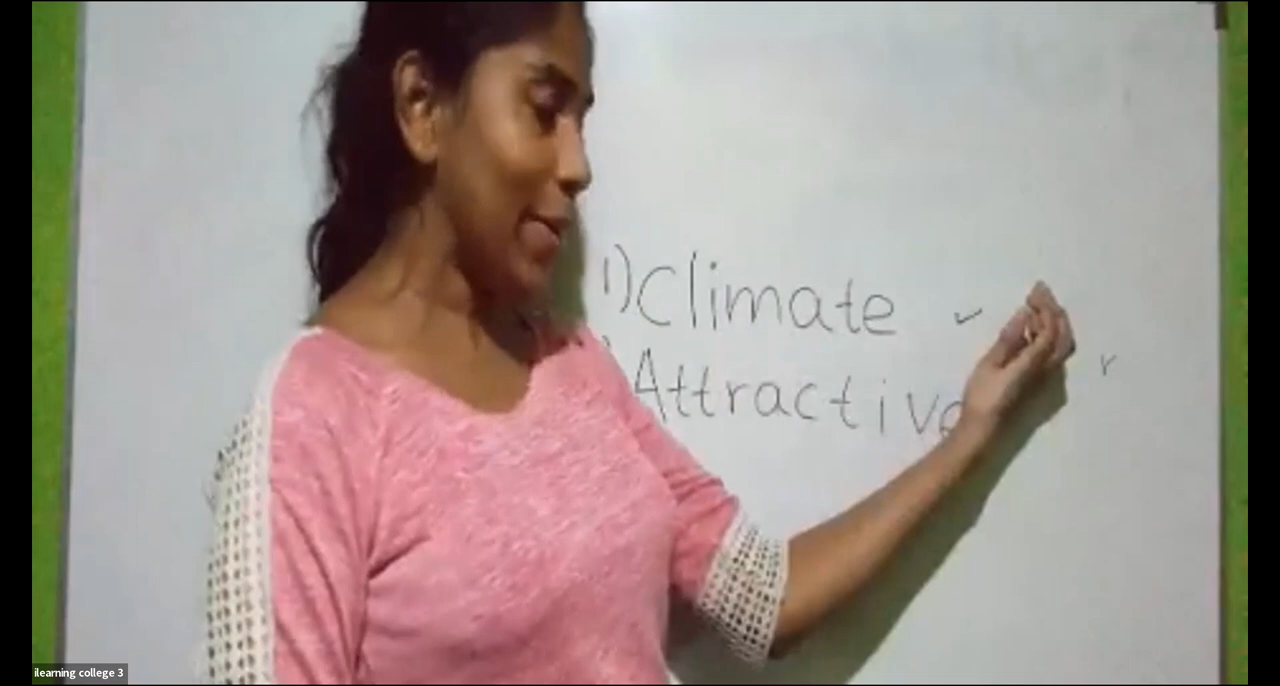 1) Climate ✓
) Attractive r
ilearning college 3